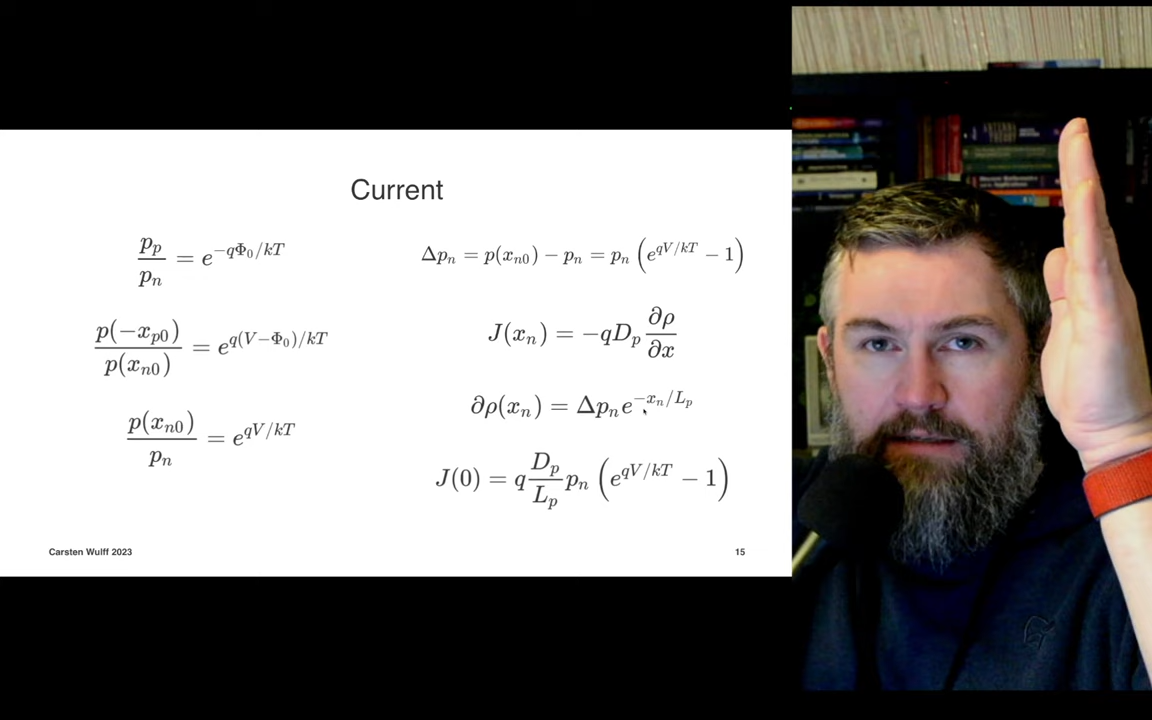 Current
p_p / p_n = e^{-qΦ_0/kT}
p(-x_{p0}) / p(x_{n0}) = e^{q(V-Φ_0)/kT}
p(x_{n0}) / p_n = e^{qV/kT}
Δp_n = p(x_{n0}) - p_n = p_n (e^{qV/kT} - 1)
J(x_n) = -qD_p ∂ρ / ∂x
∂ρ(x_n) = Δp_n e^{-x_n/L_p}
J(0) = q D_p / L_p p_n (e^{qV/kT} - 1)
Carsten Wulff 2023
15